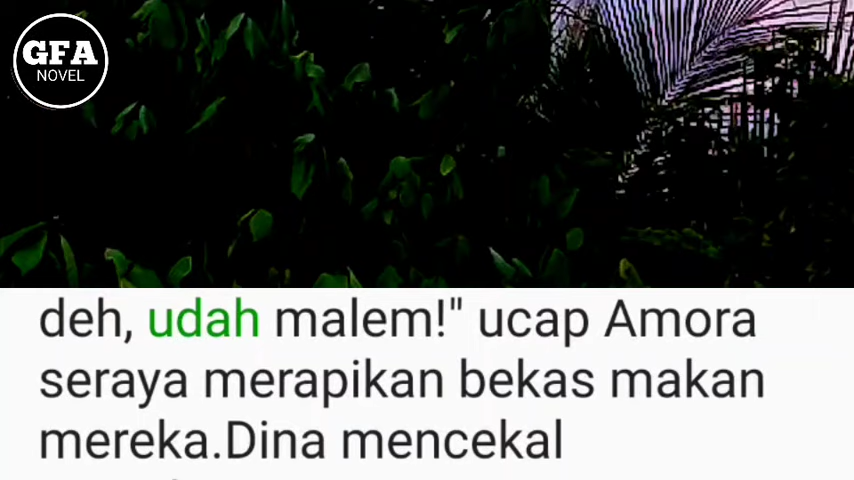 GFA
NOVEL
deh, udah malem!" ucap Amora
seraya merapikan bekas makan
mereka.Dina mencekal